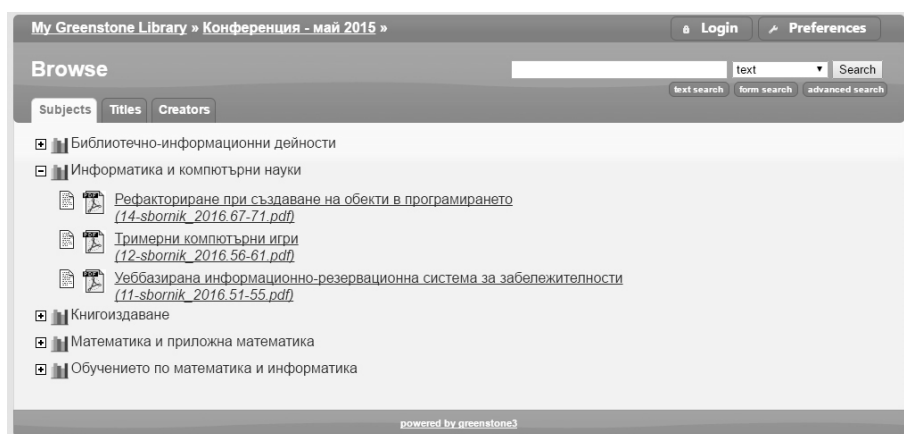 My Greenstone Library » Конференция - май 2015 »
Login
Preferences
Browse
text
Search
text search
form search
advanced search
Subjects
Titles
Creators
Библиотечно-информационни дейности
Информатика и компютърни науки
Рефакториране при създаване на обекти в програмирането
(14-sbornik_2016.67-71.pdf)
Тримерни компютърни игри
(12-sbornik_2016.56-61.pdf)
Уеббазирана информационно-резервационна система за забележителности
(11-sbornik_2016.51-55.pdf)
Книгоиздаване
Математика и приложна математика
Обучението по математика и информатика
powered by greenstone3